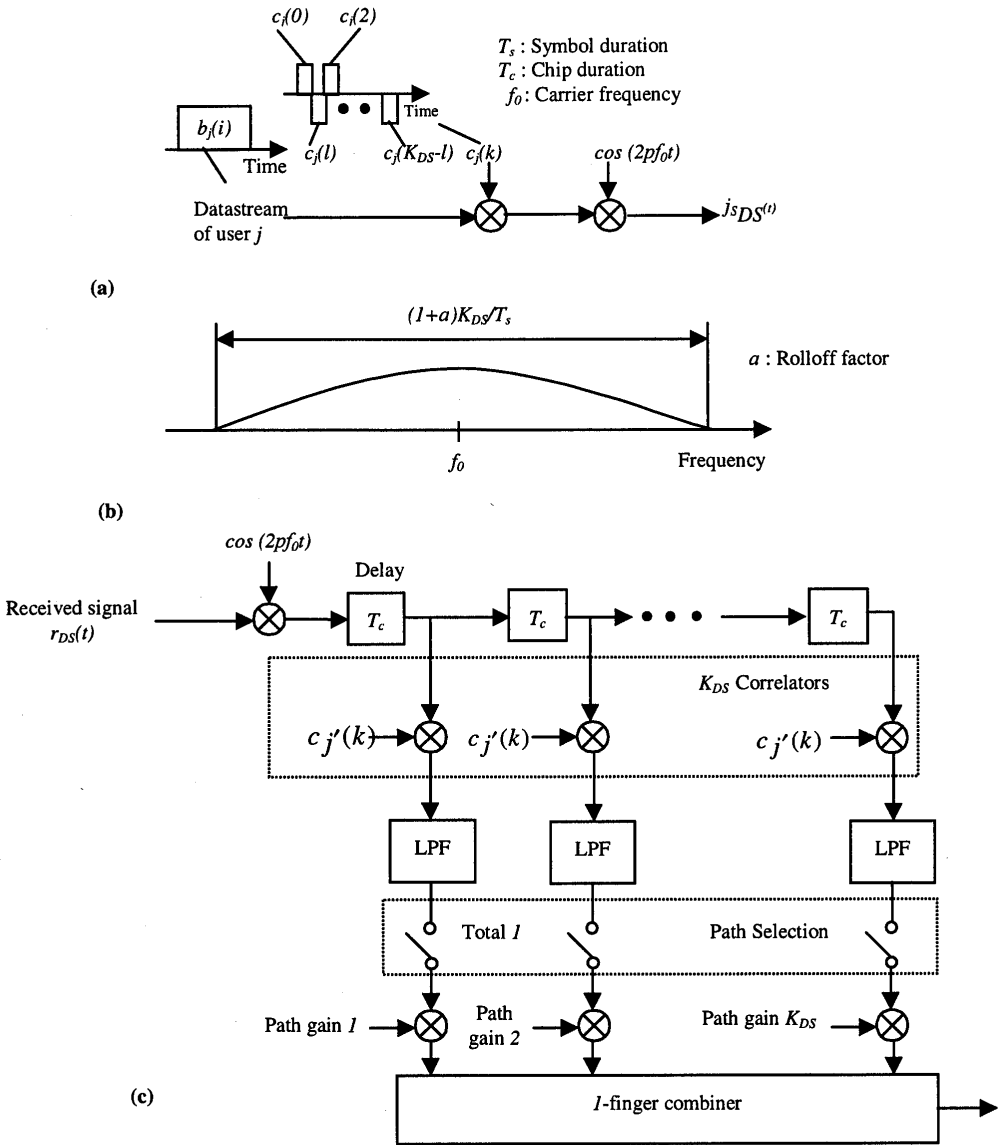 c_j(0) c_j(2)
T_s : Symbol duration
T_c : Chip duration
f_0 : Carrier frequency
b_j(i)
Time
Time
c_j(l) c_j(K_DS-l) c_j(k) cos (2pf_0t)
Datastream
of user j
j_SDS^(t)
(a)
(1+a)K_DS/T_s
a : Rolloff factor
f_0
Frequency
(b)
cos (2pf_0t)
Delay
Received signal
r_DS(t)
T_c T_c T_c
K_DS Correlators
c_j'(k) c_j'(k) c_j'(k)
LPF LPF LPF
Total 1 Path Selection
Path gain 1 Path
gain 2 Path gain K_DS
(c)
1-finger combiner